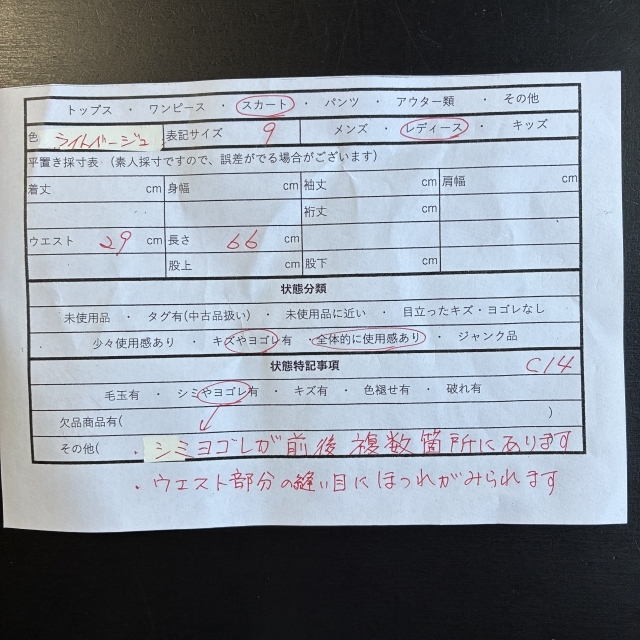 トップス ・ ワンピース ・ スカート ・ パンツ ・ アウター類 ・ その他
色 ライトベージュ 表記サイズ 9 メンズ ・ レディース ・ キッズ
平置き採寸表 (素人採寸ですので、誤差がでる場合がございます)
着丈 cm 身幅 cm 袖丈 cm 肩幅 cm
裄丈 cm
ウエスト 29 cm 長さ 66 cm
股上 cm 股下 cm
状態分類
未使用品 ・ タグ有(中古品扱い) ・ 未使用品に近い ・ 目立ったキズ・ヨゴレなし
少々使用感あり ・ キズやヨゴレ有 ・ 全体的に使用感あり ・ ジャンク品
状態特記事項 C14
毛玉有 ・ シミやヨゴレ有 ・ キズ有 ・ 色褪せ有 ・ 破れ有
欠品商品有( )
その他( ・シミヨゴレが前後複数箇所にあります
・ウエスト部分の縫い目にほつれがみられます